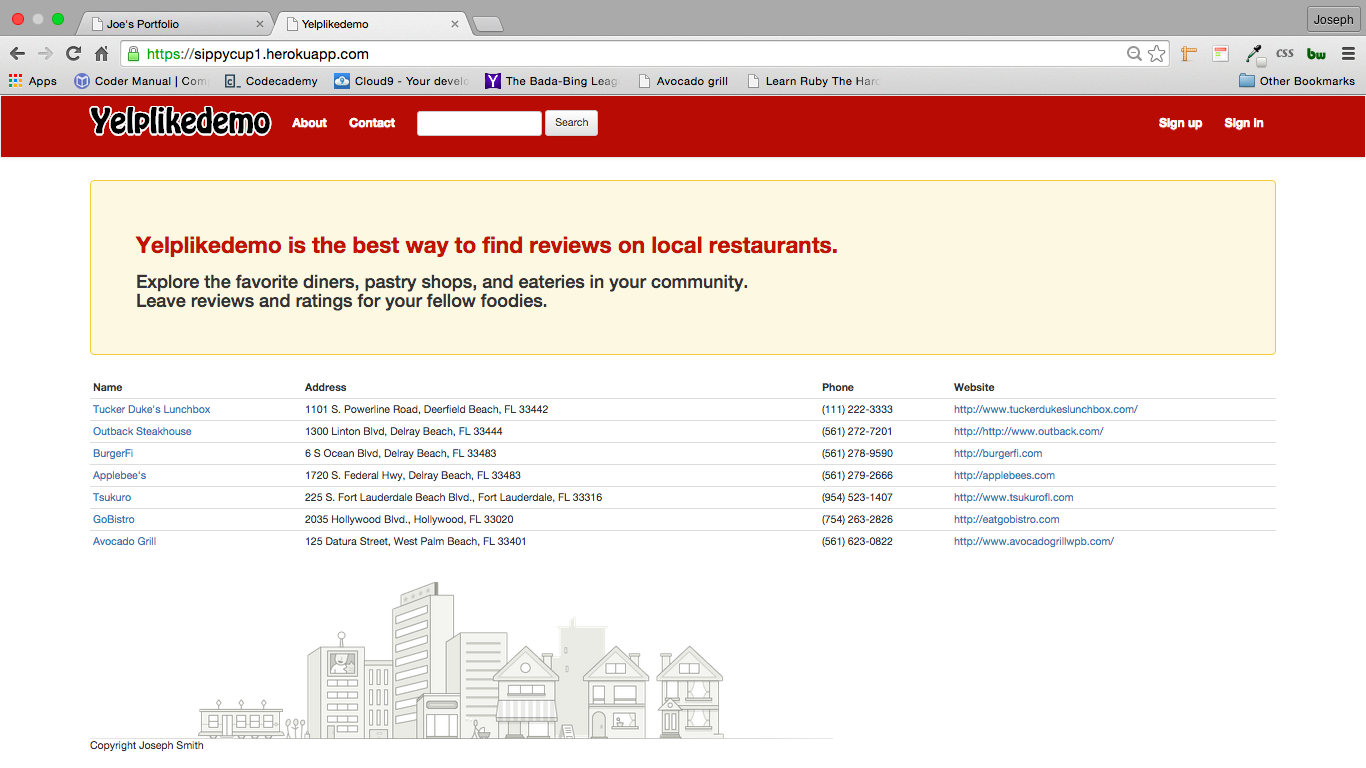 Joe's Portfolio
Yelplikedemo
Joseph
https://sippycup1.herokuapp.com
CSS
bw
Apps
Coder Manual | Com
Codecademy
Cloud9 - Your develo
The Bada-Bing Leag
Avocado grill
Learn Ruby The Hard
Other Bookmarks
Yelplikedemo About Contact Search Sign up Sign in
Yelplikedemo is the best way to find reviews on local restaurants.
Explore the favorite diners, pastry shops, and eateries in your community.
Leave reviews and ratings for your fellow foodies.
Name Address Phone Website
Tucker Duke's Lunchbox 1101 S. Powerline Road, Deerfield Beach, FL 33442 (111) 222-3333 http://www.tuckerdukeslunchbox.com/
Outback Steakhouse 1300 Linton Blvd, Delray Beach, FL 33444 (561) 272-7201 http://http://www.outback.com/
BurgerFi 6 S Ocean Blvd, Delray Beach, FL 33483 (561) 278-9590 http://burgerfi.com
Applebee's 1720 S. Federal Hwy, Delray Beach, FL 33483 (561) 279-2666 http://applebees.com
Tsukuro 225 S. Fort Lauderdale Beach Blvd., Fort Lauderdale, FL 33316 (954) 523-1407 http://www.tsukurofl.com
GoBistro 2035 Hollywood Blvd., Hollywood, FL 33020 (754) 263-2826 http://eatgobistro.com
Avocado Grill 125 Datura Street, West Palm Beach, FL 33401 (561) 623-0822 http://www.avocadogrillwpb.com/
Copyright Joseph Smith